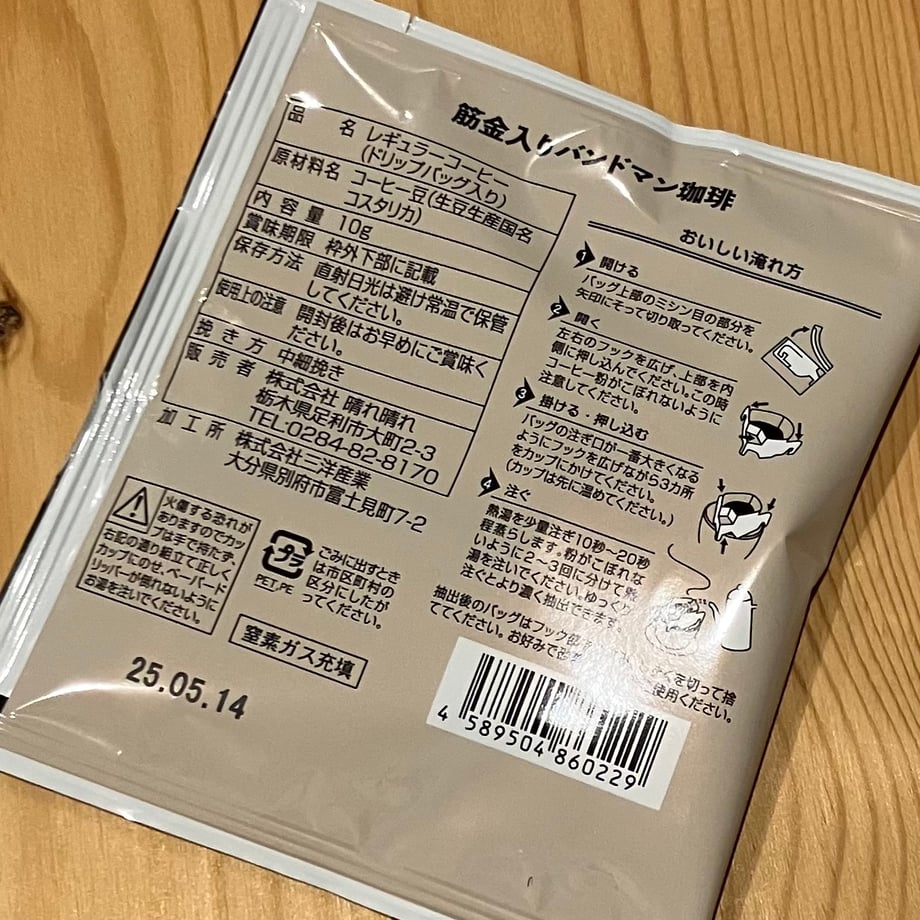 筋金入りバンドマン珈琲
品名 レギュラーコーヒー
(ドリップバッグ入り)
原材料名 コーヒー豆(生豆生産国名
コスタリカ)
内容量 10g
賞味期限 枠外下部に記載
保存方法 直射日光は避け常温で保管
してください。
使用上の注意 開封後はお早めにご賞味く
ださい。
挽き方 中細挽き
販売者 株式会社 晴れ晴れ
栃木県足利市大町2-3
TEL:0284-82-8170
加工所 株式会社三洋産業
大分県別府市富士見町7-2
火傷する恐れが
ありますのでカッ
プは手で持たず、
右記の通り組立て正しく
カップにのせ、ペーパード
リッパーが倒れないように
お湯を注いでください。
プラ
PET,PE
ごみに出すとき
は市区町村の
区分にしたが
ってください。
窒素ガス充填
25.05.14
おいしい淹れ方
1 開ける
バッグ上部のミシン目の部分を
矢印にそって切り取ってください。
2 開く
左右のフックを広げ、上部を内
側に押し込んでください。この時
コーヒー粉がこぼれないように
注意してください。
3 掛ける・押し込む
バッグの注ぎ口が一番大きくなる
ようにフックを広げながら3カ所
をカップにかけてください。
(カップは先に温めてください。)
4 注ぐ
熱湯を少量注ぎ10秒〜20秒
程蒸らします。粉がこぼれな
いように2〜3回に分けて熱
湯を注いでください。ゆっくり
注ぐとより濃く抽出できます。
抽出後のバッグはフック を切って捨
ててください。お好みで 使用ください。
4 589504 860229